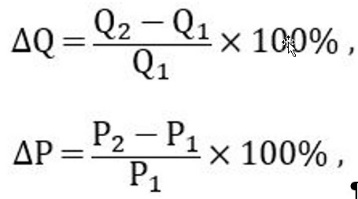 ΔQ = (Q₂ − Q₁)/Q₁ × 100% ,
ΔP = (P₂ − P₁)/P₁ × 100% ,
¶